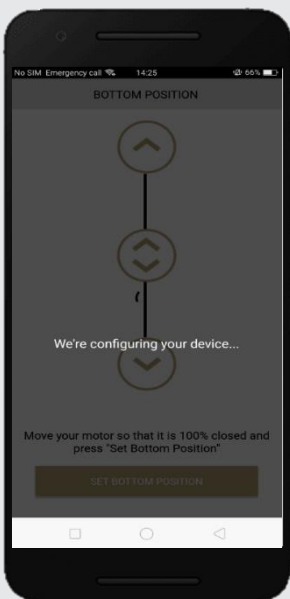 No SIM Emergency call 14:25 66%
BOTTOM POSITION
We're configuring your device...
Move your motor so that it is 100% closed and
press "Set Bottom Position"
SET BOTTOM POSITION